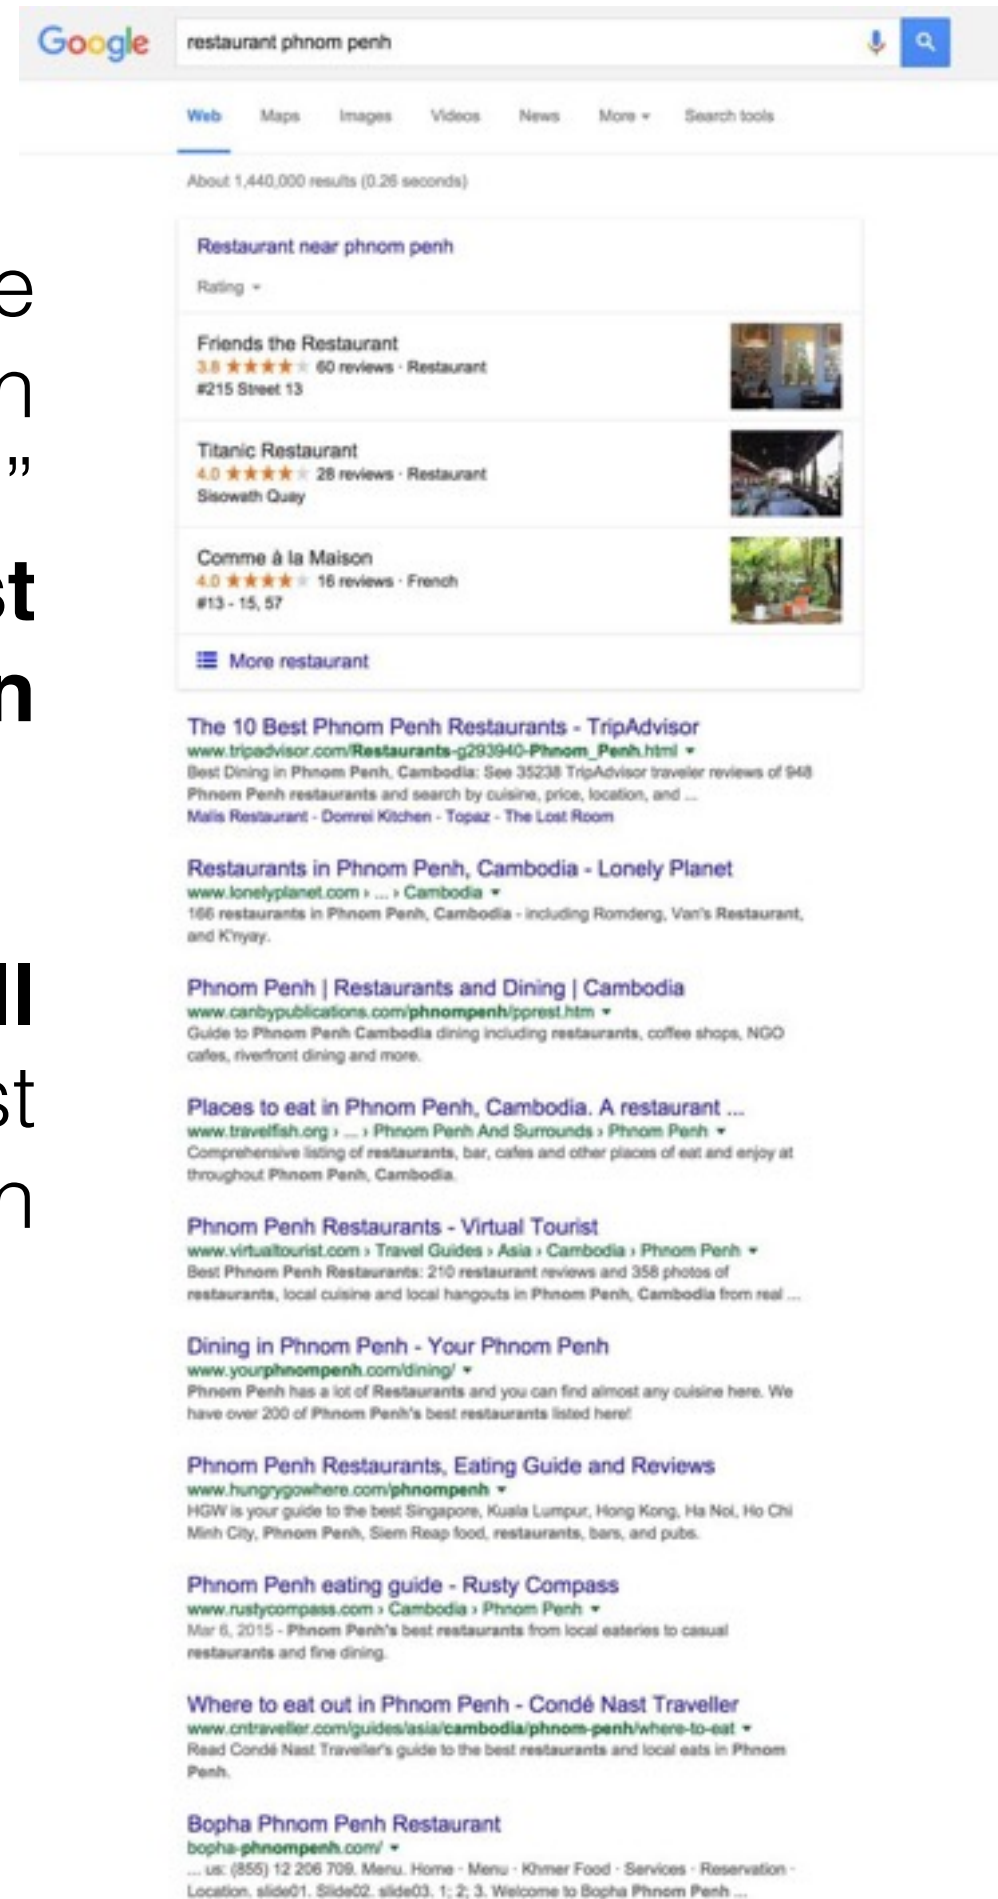 Google
restaurant phnom penh
Web Maps Images Videos News More Search tools
About 1,440,000 results (0.26 seconds)
Restaurant near phnom penh
Rating
Friends the Restaurant
3.8 60 reviews · Restaurant
#215 Street 13
Titanic Restaurant
4.0 28 reviews · Restaurant
Sisowath Quay
Comme à la Maison
4.0 16 reviews · French
#13 - 15, 57
More restaurant
The 10 Best Phnom Penh Restaurants - TripAdvisor
www.tripadvisor.com/Restaurants-g293940-Phnom_Penh.html
Best Dining in Phnom Penh, Cambodia: See 35238 TripAdvisor traveler reviews of 948
Phnom Penh restaurants and search by cuisine, price, location, and ...
Malis Restaurant - Domrei Kitchen - Topaz - The Lost Room
Restaurants in Phnom Penh, Cambodia - Lonely Planet
www.lonelyplanet.com › ... › Cambodia
166 restaurants in Phnom Penh, Cambodia - including Romdeng, Van's Restaurant,
and K'nyay.
Phnom Penh | Restaurants and Dining | Cambodia
www.canbypublications.com/phnompenh/pprest.htm
Guide to Phnom Penh Cambodia dining including restaurants, coffee shops, NGO
cafes, riverfront dining and more.
Places to eat in Phnom Penh, Cambodia. A restaurant ...
www.travelfish.org › ... › Phnom Penh And Surrounds › Phnom Penh
Comprehensive listing of restaurants, bar, cafes and other places of eat and enjoy at
throughout Phnom Penh, Cambodia.
Phnom Penh Restaurants - Virtual Tourist
www.virtualtourist.com › Travel Guides › Asia › Cambodia › Phnom Penh
Best Phnom Penh Restaurants: 210 restaurant reviews and 358 photos of
restaurants, local cuisine and local hangouts in Phnom Penh, Cambodia from real ...
Dining in Phnom Penh - Your Phnom Penh
www.yourphnompenh.com/dining/
Phnom Penh has a lot of Restaurants and you can find almost any cuisine here. We
have over 200 of Phnom Penh's best restaurants listed here!
Phnom Penh Restaurants, Eating Guide and Reviews
www.hungrygowhere.com/phnompenh
HGW is your guide to the best Singapore, Kuala Lumpur, Hong Kong, Ha Noi, Ho Chi
Minh City, Phnom Penh, Siem Reap food, restaurants, bars, and pubs.
Phnom Penh eating guide - Rusty Compass
www.rustycompass.com › Cambodia › Phnom Penh
Mar 6, 2015 - Phnom Penh's best restaurants from local eateries to casual
restaurants and fine dining.
Where to eat out in Phnom Penh - Condé Nast Traveller
www.cntraveller.com/guides/asia/cambodia/phnom-penh/where-to-eat
Read Condé Nast Traveller's guide to the best restaurants and local eats in Phnom
Penh.
Bopha Phnom Penh Restaurant
bopha-phnompenh.com/
... us: (855) 12 206 709. Menu. Home · Menu · Khmer Food · Services · Reservation ·
Location. slide01. Slide02. slide03. 1; 2; 3. Welcome to Bopha Phnom Penh ...